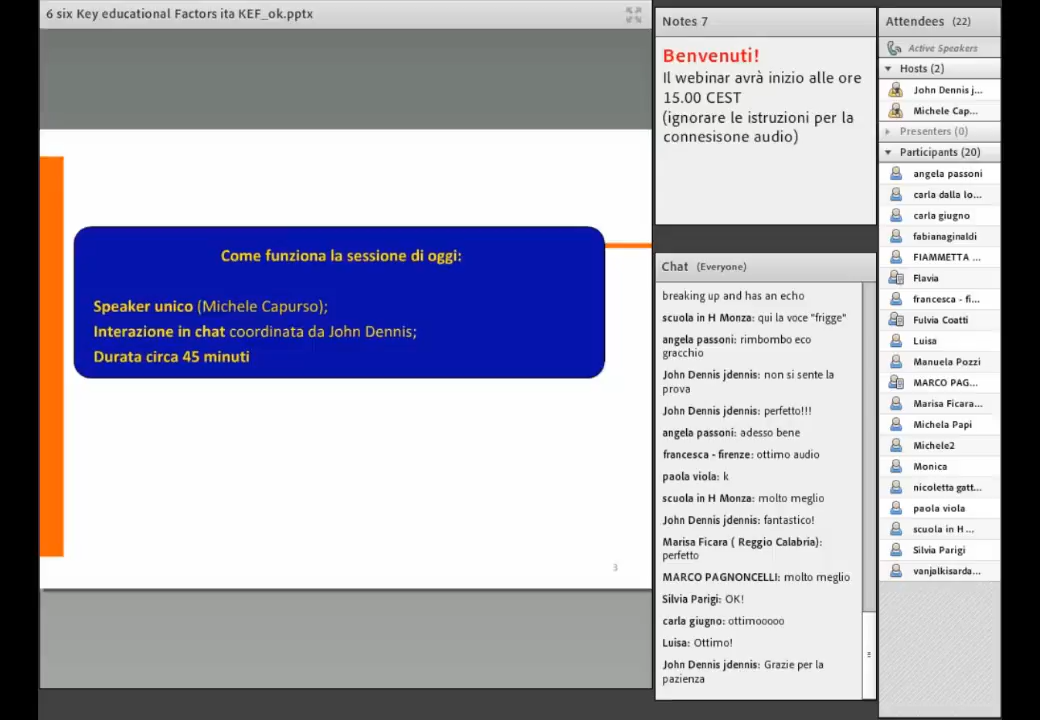 6 six Key educational Factors ita KEF_ok.pptx
Come funziona la sessione di oggi:
Speaker unico (Michele Capurso);
Interazione in chat coordinata da John Dennis;
Durata circa 45 minuti
3
Notes 7
Benvenuti!
Il webinar avrà inizio alle ore
15.00 CEST
(ignorare le istruzioni per la
connesisone audio)
Chat (Everyone)
breaking up and has an echo
scuola in H Monza: qui la voce "frigge"
angela passoni: rimbombo eco
gracchio
John Dennis jdennis: non si sente la
prova
John Dennis jdennis: perfetto!!!
angela passoni: adesso bene
francesca - firenze: ottimo audio
paola viola: k
scuola in H Monza: molto meglio
John Dennis jdennis: fantastico!
Marisa Ficara ( Reggio Calabria):
perfetto
MARCO PAGNONCELLI: molto meglio
Silvia Parigi: OK!
carla giugno: ottimooooo
Luisa: Ottimo!
John Dennis jdennis: Grazie per la
pazienza
Attendees (22)
Active Speakers
Hosts (2)
John Dennis j...
Michele Cap...
Presenters (0)
Participants (20)
angela passoni
carla dalla lo...
carla giugno
fabianaginaldi
FIAMMETTA ...
Flavia
francesca - fi...
Fulvia Coatti
Luisa
Manuela Pozzi
MARCO PAG...
Marisa Ficara...
Michela Papi
Michele2
Monica
nicoletta gatt...
paola viola
scuola in H ...
Silvia Parigi
vanjalkisarda...